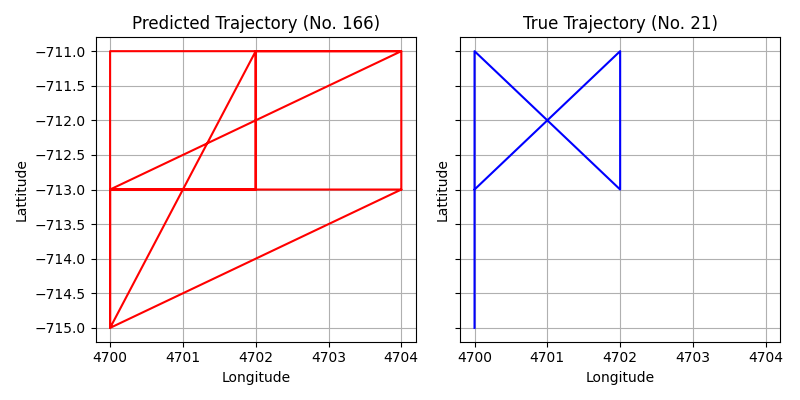 Predicted Trajectory (No. 166)
−711.0
−711.5
−712.0
−712.5
−713.0
−713.5
−714.0
−714.5
−715.0
Lattitude
4700 4701 4702 4703 4704
Longitude
True Trajectory (No. 21)
Lattitude
4700 4701 4702 4703 4704
Longitude